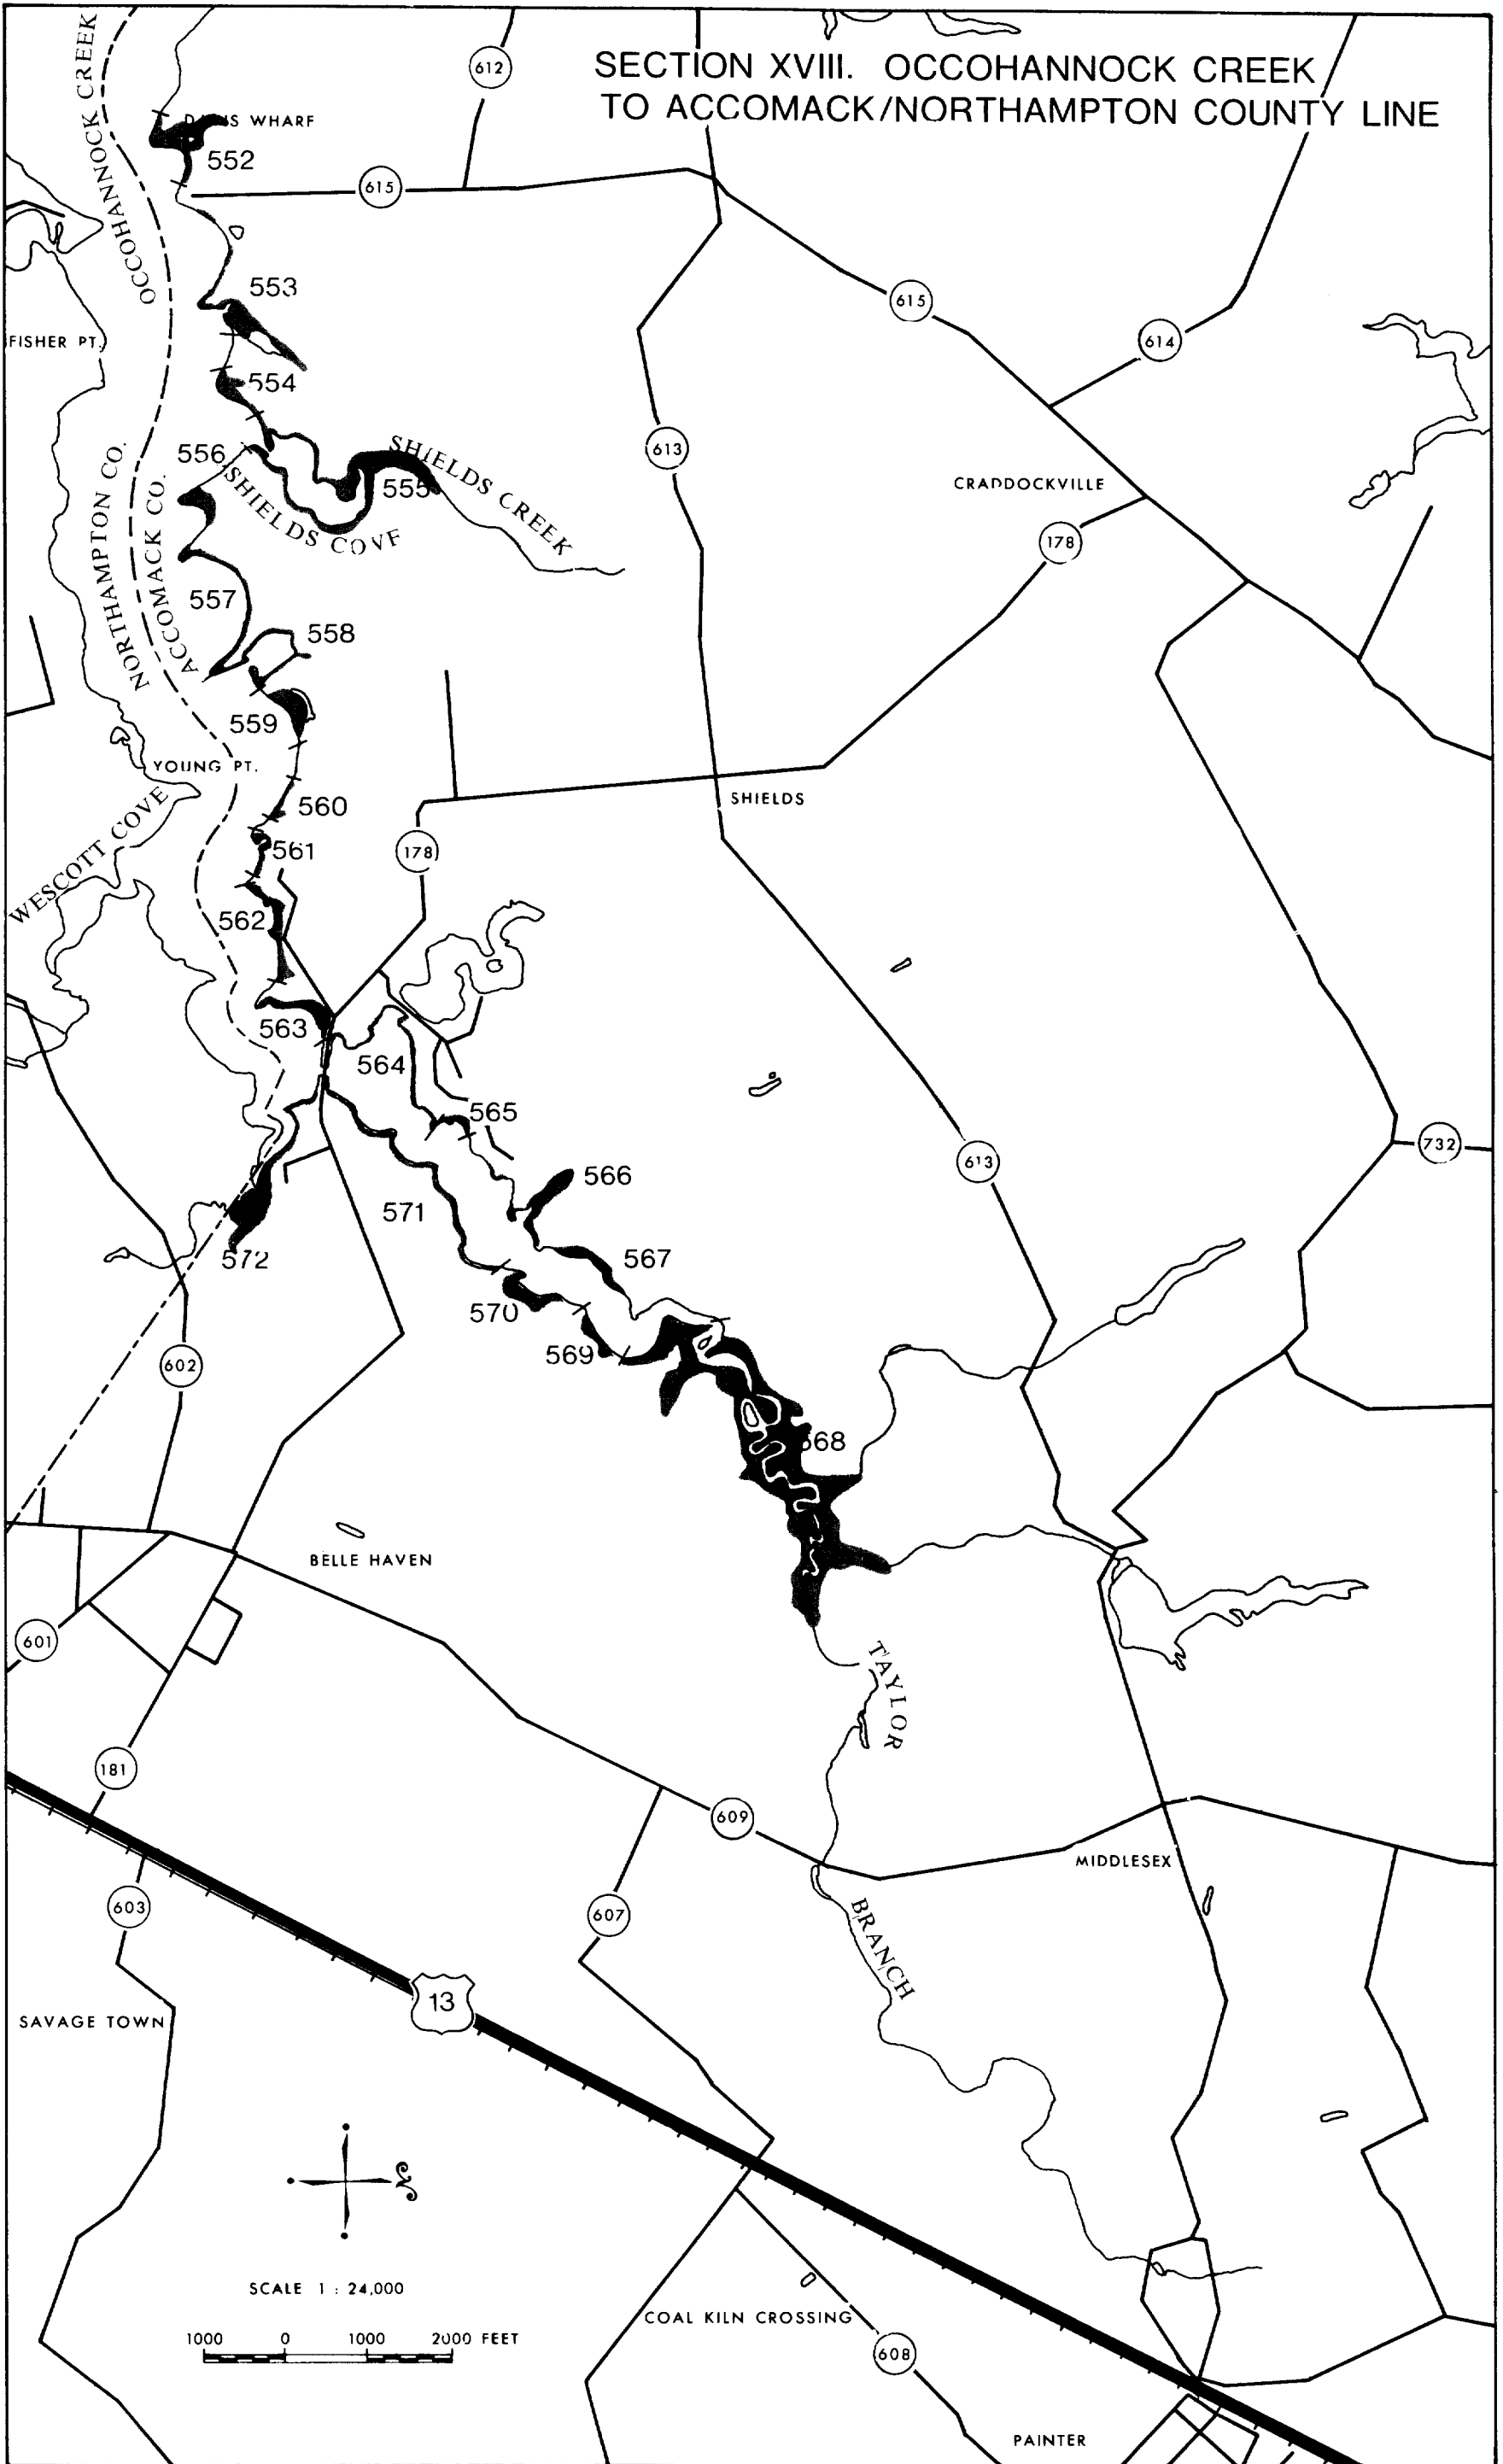 SECTION XVIII. OCCOHANNOCK CREEK
TO ACCOMACK/NORTHAMPTON COUNTY LINE
OCCOHANNOCK CREEK
612
WHARF
552
615
553
615
FISHER PT.
614
554
556
SHIELDS CREEK
613
555
SHIELDS COVE
CRADDOCKVILLE
NORTHAMPTON CO.
ACCOMACK CO.
178
557
558
559
YOUNG PT.
SHIELDS
560
WESCOTT COVE
561
178
562
563
564
565
732
613
566
571
572
567
570
569
602
568
BELLE HAVEN
601
TAYLOR
181
609
MIDDLESEX
603
607
BRANCH
13
SAVAGE TOWN
N
SCALE 1 : 24,000
COAL KILN CROSSING
1000 0 1000 2000 FEET
608
PAINTER